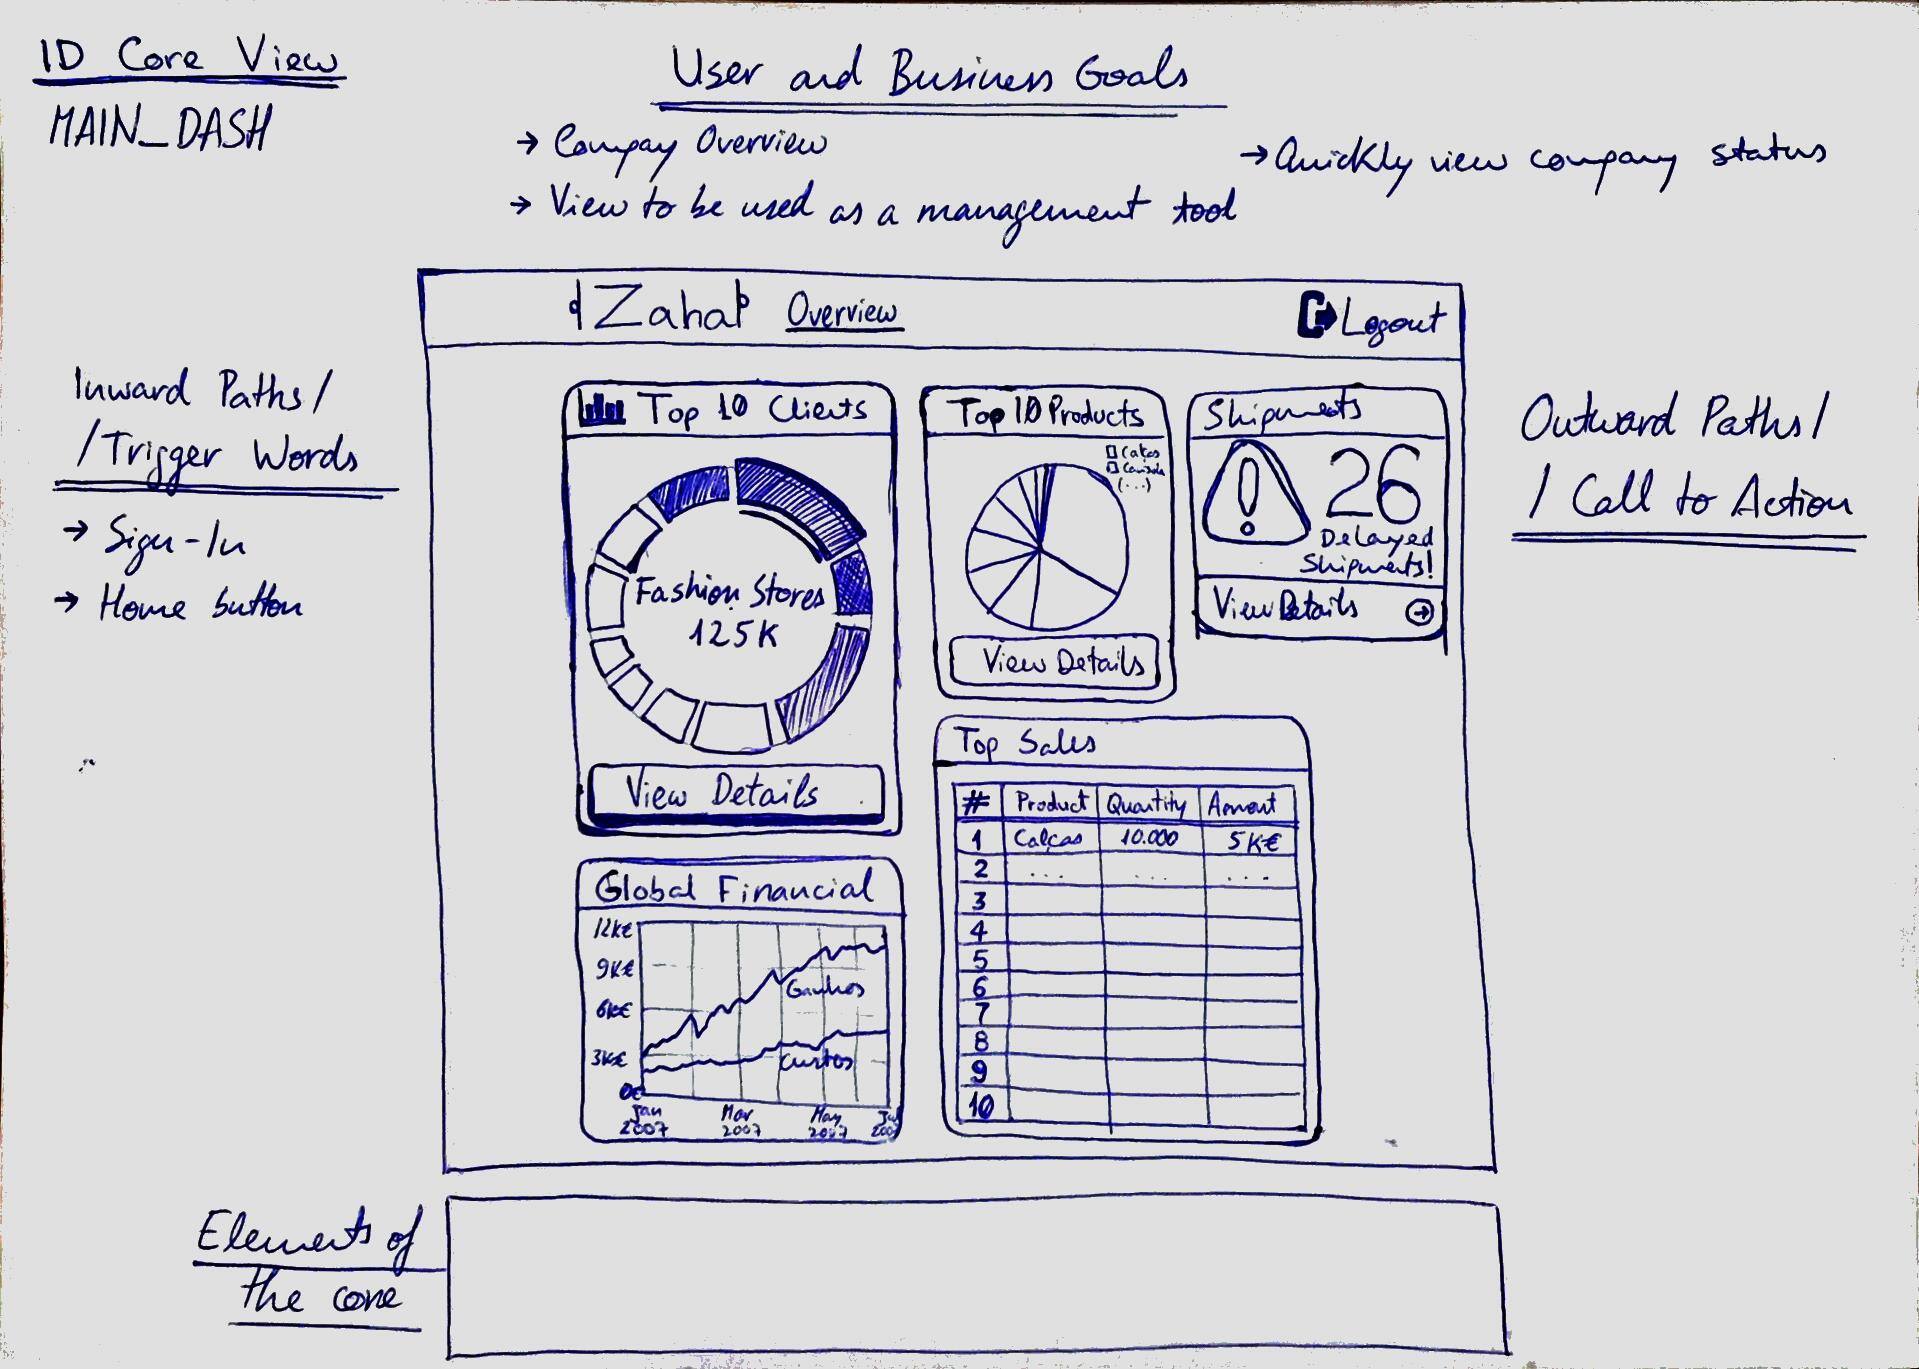 ID Core View
MAIN_DASH
User and Business Goals
→ Compay Overview
→ View to be used as a management tool
→ Quickly view company status
Inward Paths/
/Trigger Words
→ Sign-In
→ Home button
Zaha Overview
Logout
Top 10 Clients
Fashion Stores
125K
View Details
Top 10 Products
Calças
Camisola
(...)
View Details
Shipments
26
Delayed
Shipments!
View Details
Outward Paths/
/ Call to Action
Global Financial
12K€
9K€
6K€
3K€
0€
Ganhos
Custos
Jan Mar May Jul
2007 2007 2007 2007
Top Sales
# Product Quantity Amount
1 Calças 10.000 5K€
2 ... ... ...
3
4
5
6
7
8
9
10
Elements of
the core